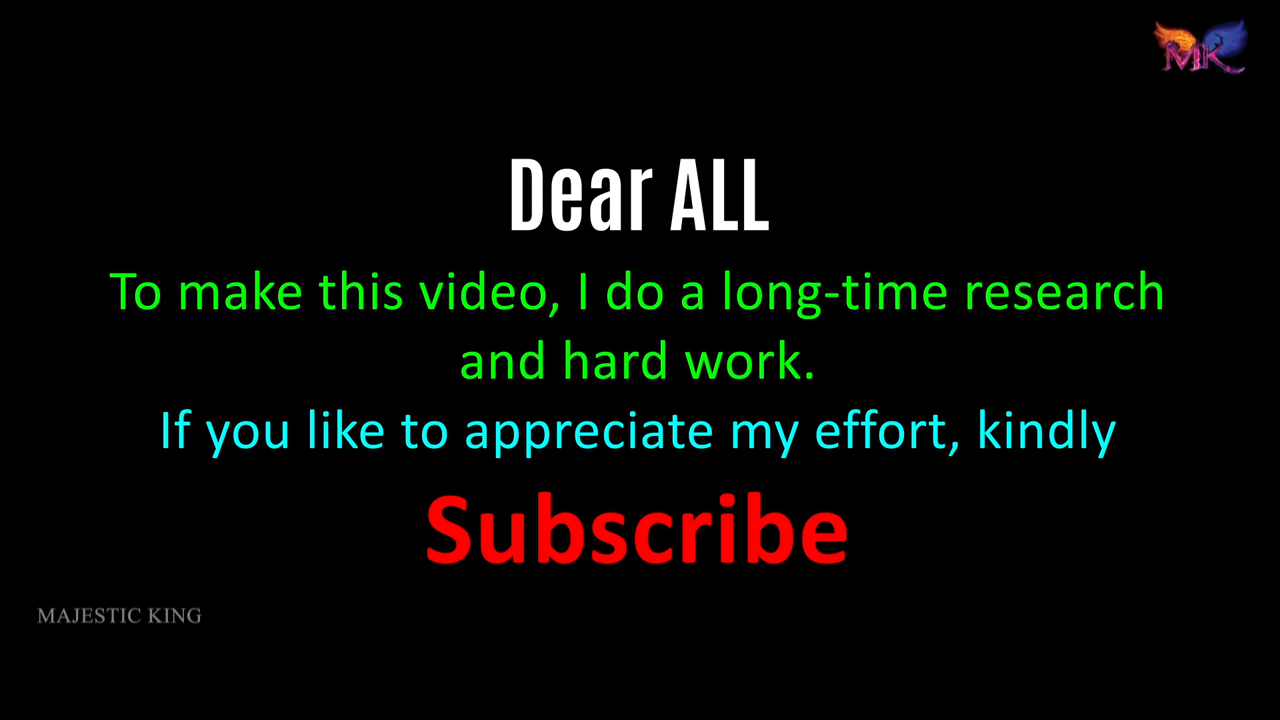 MK
Dear ALL
To make this video, I do a long-time research
and hard work.
If you like to appreciate my effort, kindly
Subscribe
MAJESTIC KING